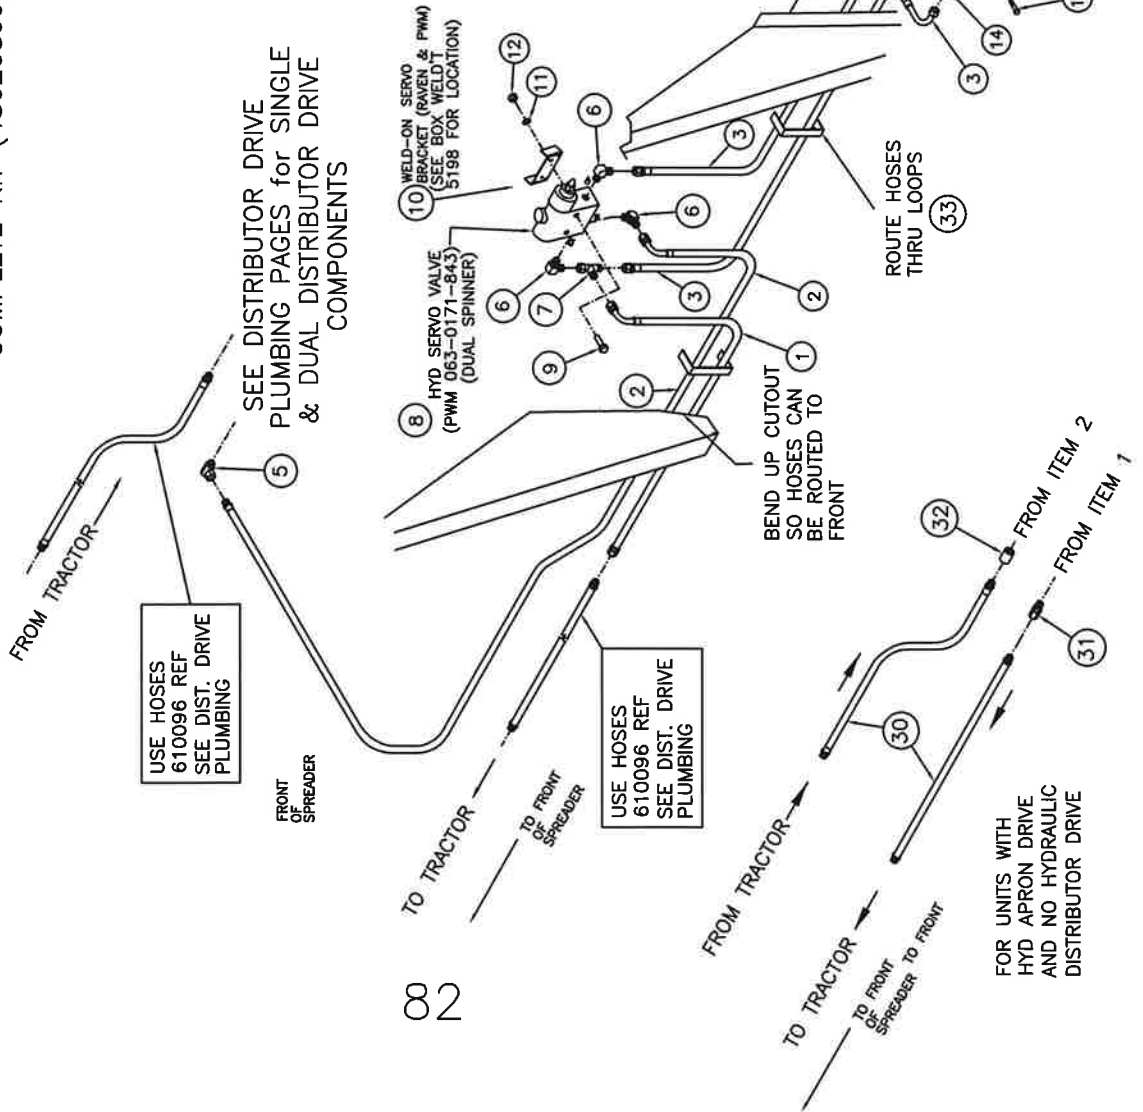 SEE DISTRIBUTOR DRIVE
PLUMBING PAGES for SINGLE
& DUAL DISTRIBUTOR DRIVE
COMPONENTS
FROM TRACTOR
5
USE HOSES
610096 REF
SEE DIST. DRIVE
PLUMBING
FRONT
OF
SPREADER
12
11
10
WELD-ON SERVO
BRACKET (RAVEN & PWM)
(SEE BOX WELD'T
5198 FOR LOCATION)
8
HYD SERVO VALVE
(PWM 063-0171-843)
(DUAL SPINNER)
6
6
6
7
9
3
3
3
14
2
2
1
ROUTE HOSES
THRU LOOPS
33
BEND UP CUTOUT
SO HOSES CAN
BE ROUTED TO
FRONT
TO TRACTOR
TO FRONT
OF
SPREADER
USE HOSES
610096 REF
SEE DIST. DRIVE
PLUMBING
82
FROM TRACTOR
30
32
FROM ITEM 2
FROM ITEM 1
31
TO TRACTOR
TO FRONT
OF
SPREADER TO FRONT
FOR UNITS WITH
HYD APRON DRIVE
AND NO HYDRAULIC
DISTRIBUTOR DRIVE